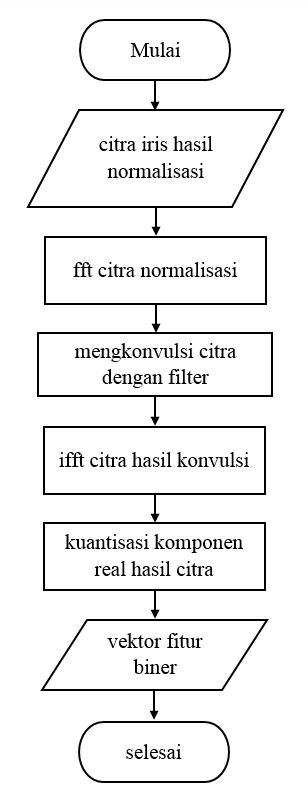 Mulai
citra iris hasil
normalisasi
fft citra normalisasi
mengkonvulsi citra
dengan filter
ifft citra hasil konvulsi
kuantisasi komponen
real hasil citra
vektor fitur
biner
selesai